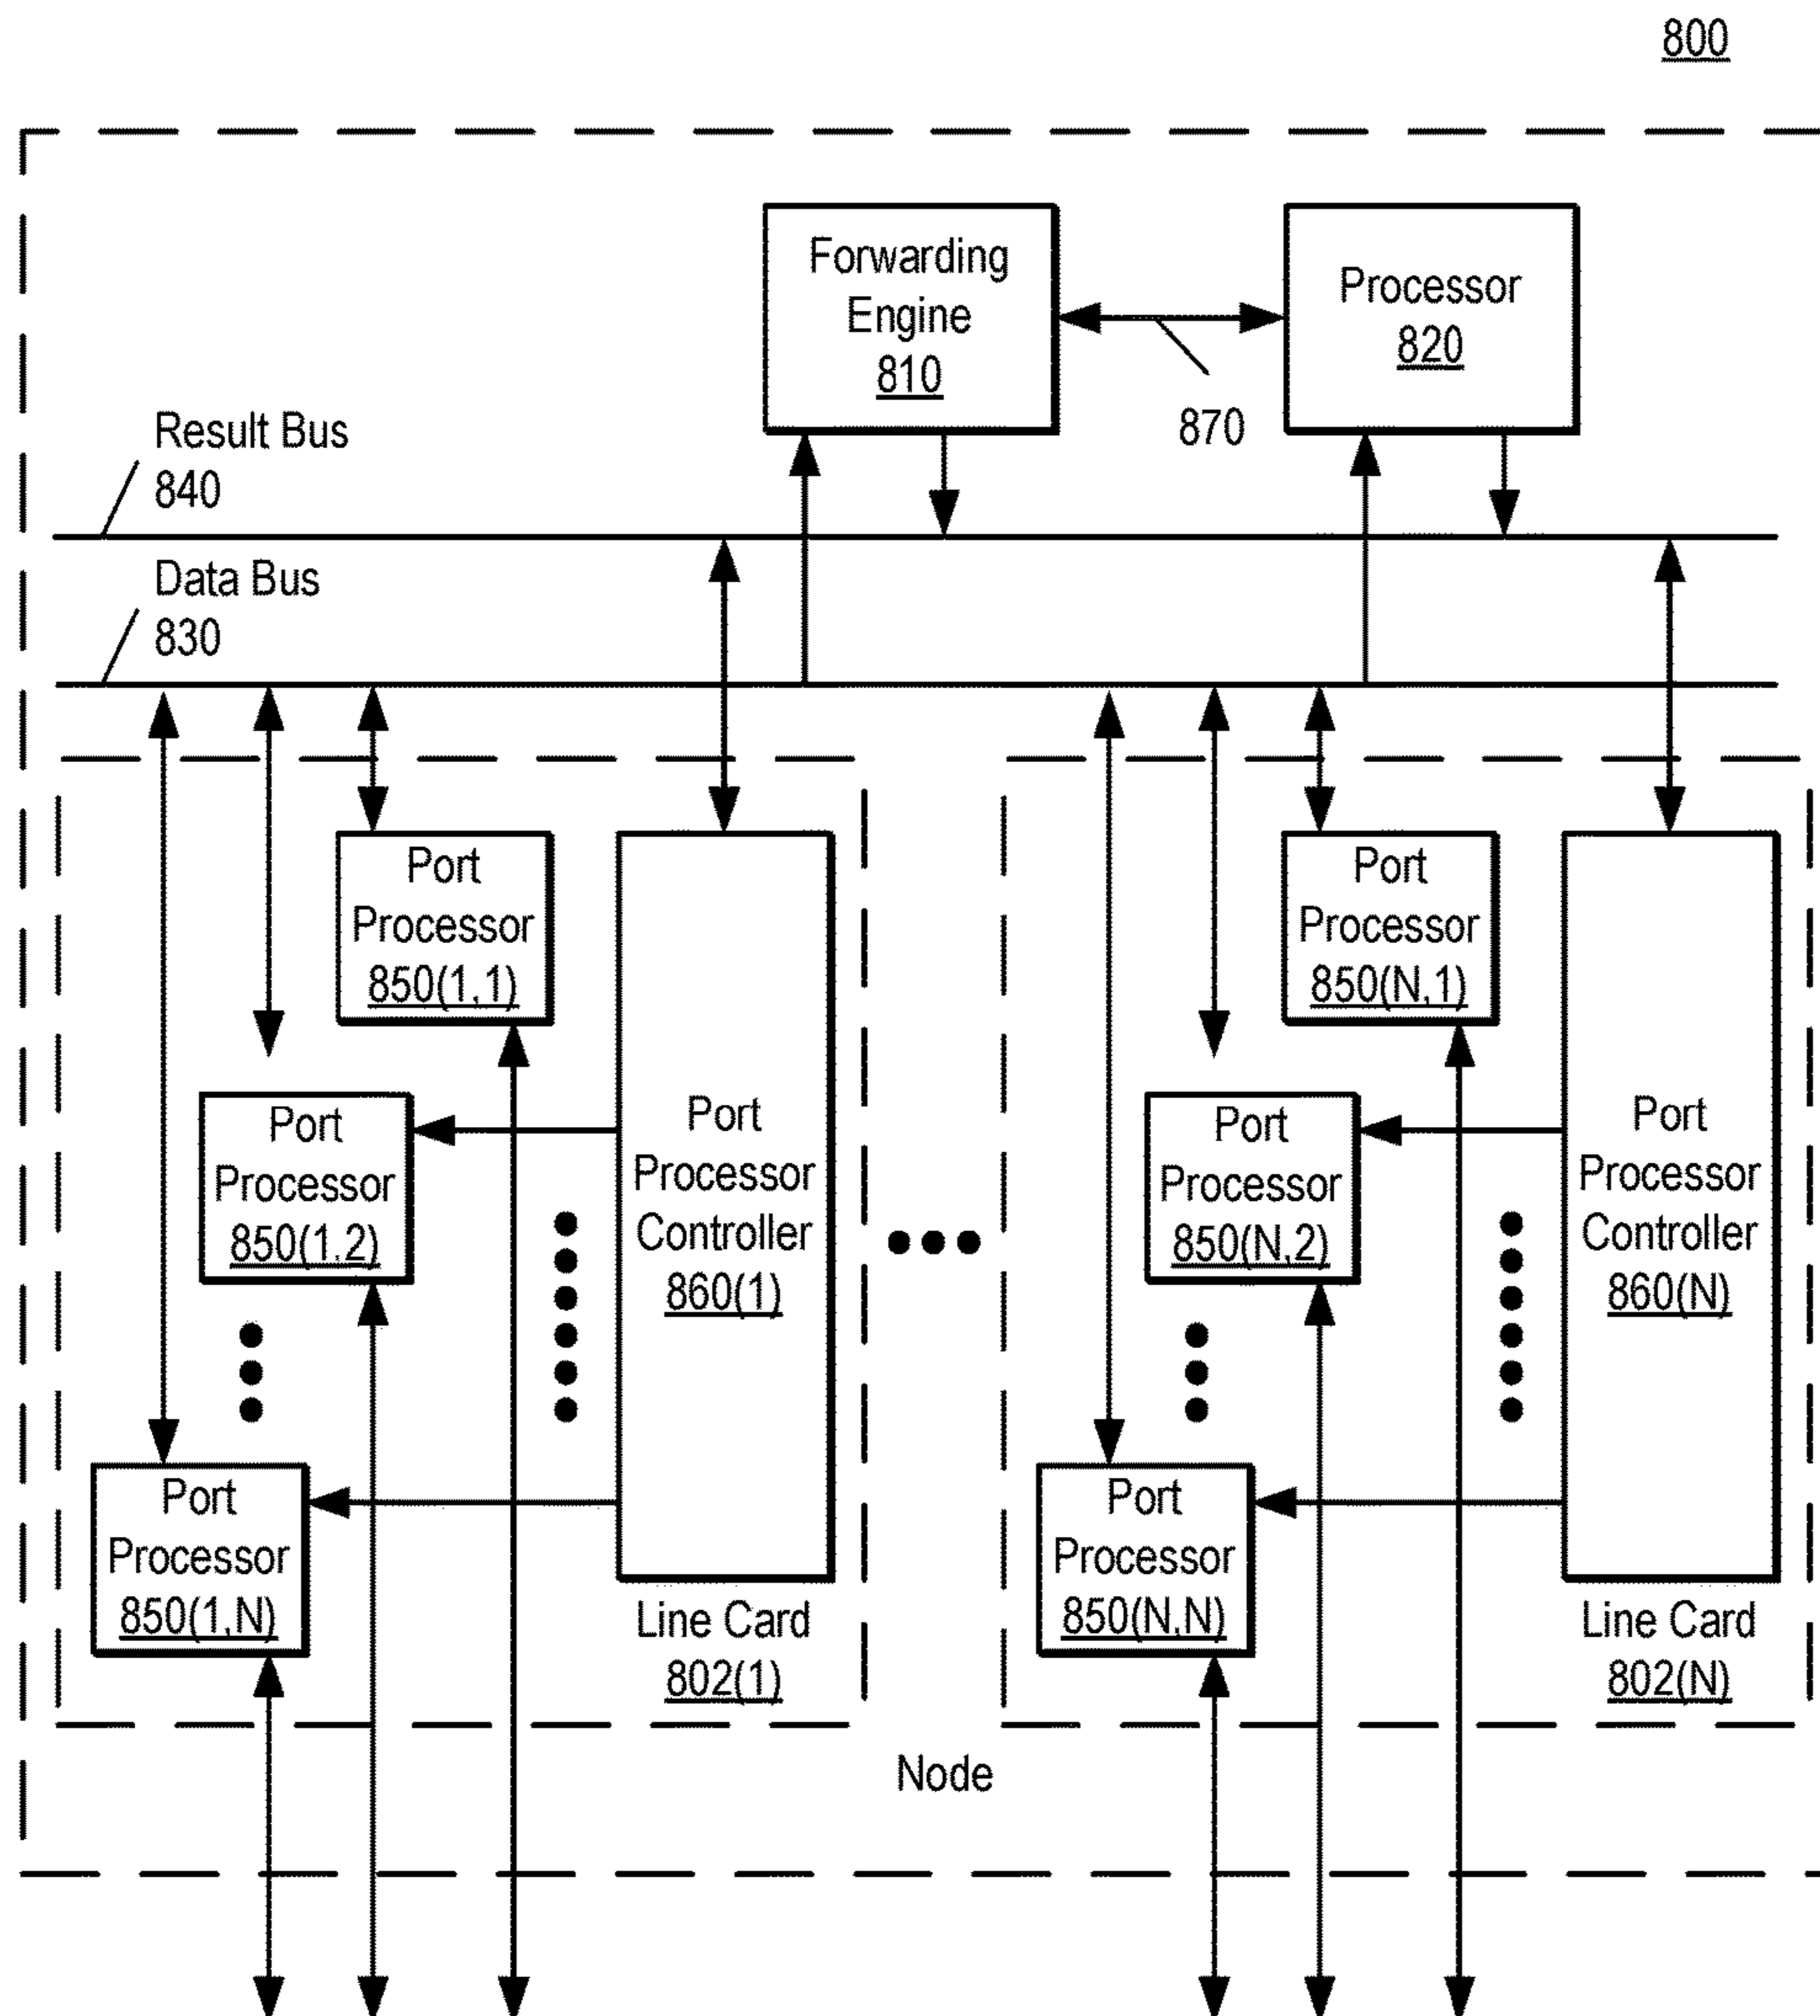 800
Forwarding
Engine
810
Processor
820
870
Result Bus
840
Data Bus
830
Port
Processor
850(1,1)
Port
Processor
850(1,2)
Port
Processor
850(1,N)
Port
Processor
Controller
860(1)
Line Card
802(1)
Port
Processor
850(N,1)
Port
Processor
850(N,2)
Port
Processor
850(N,N)
Port
Processor
Controller
860(N)
Line Card
802(N)
Node